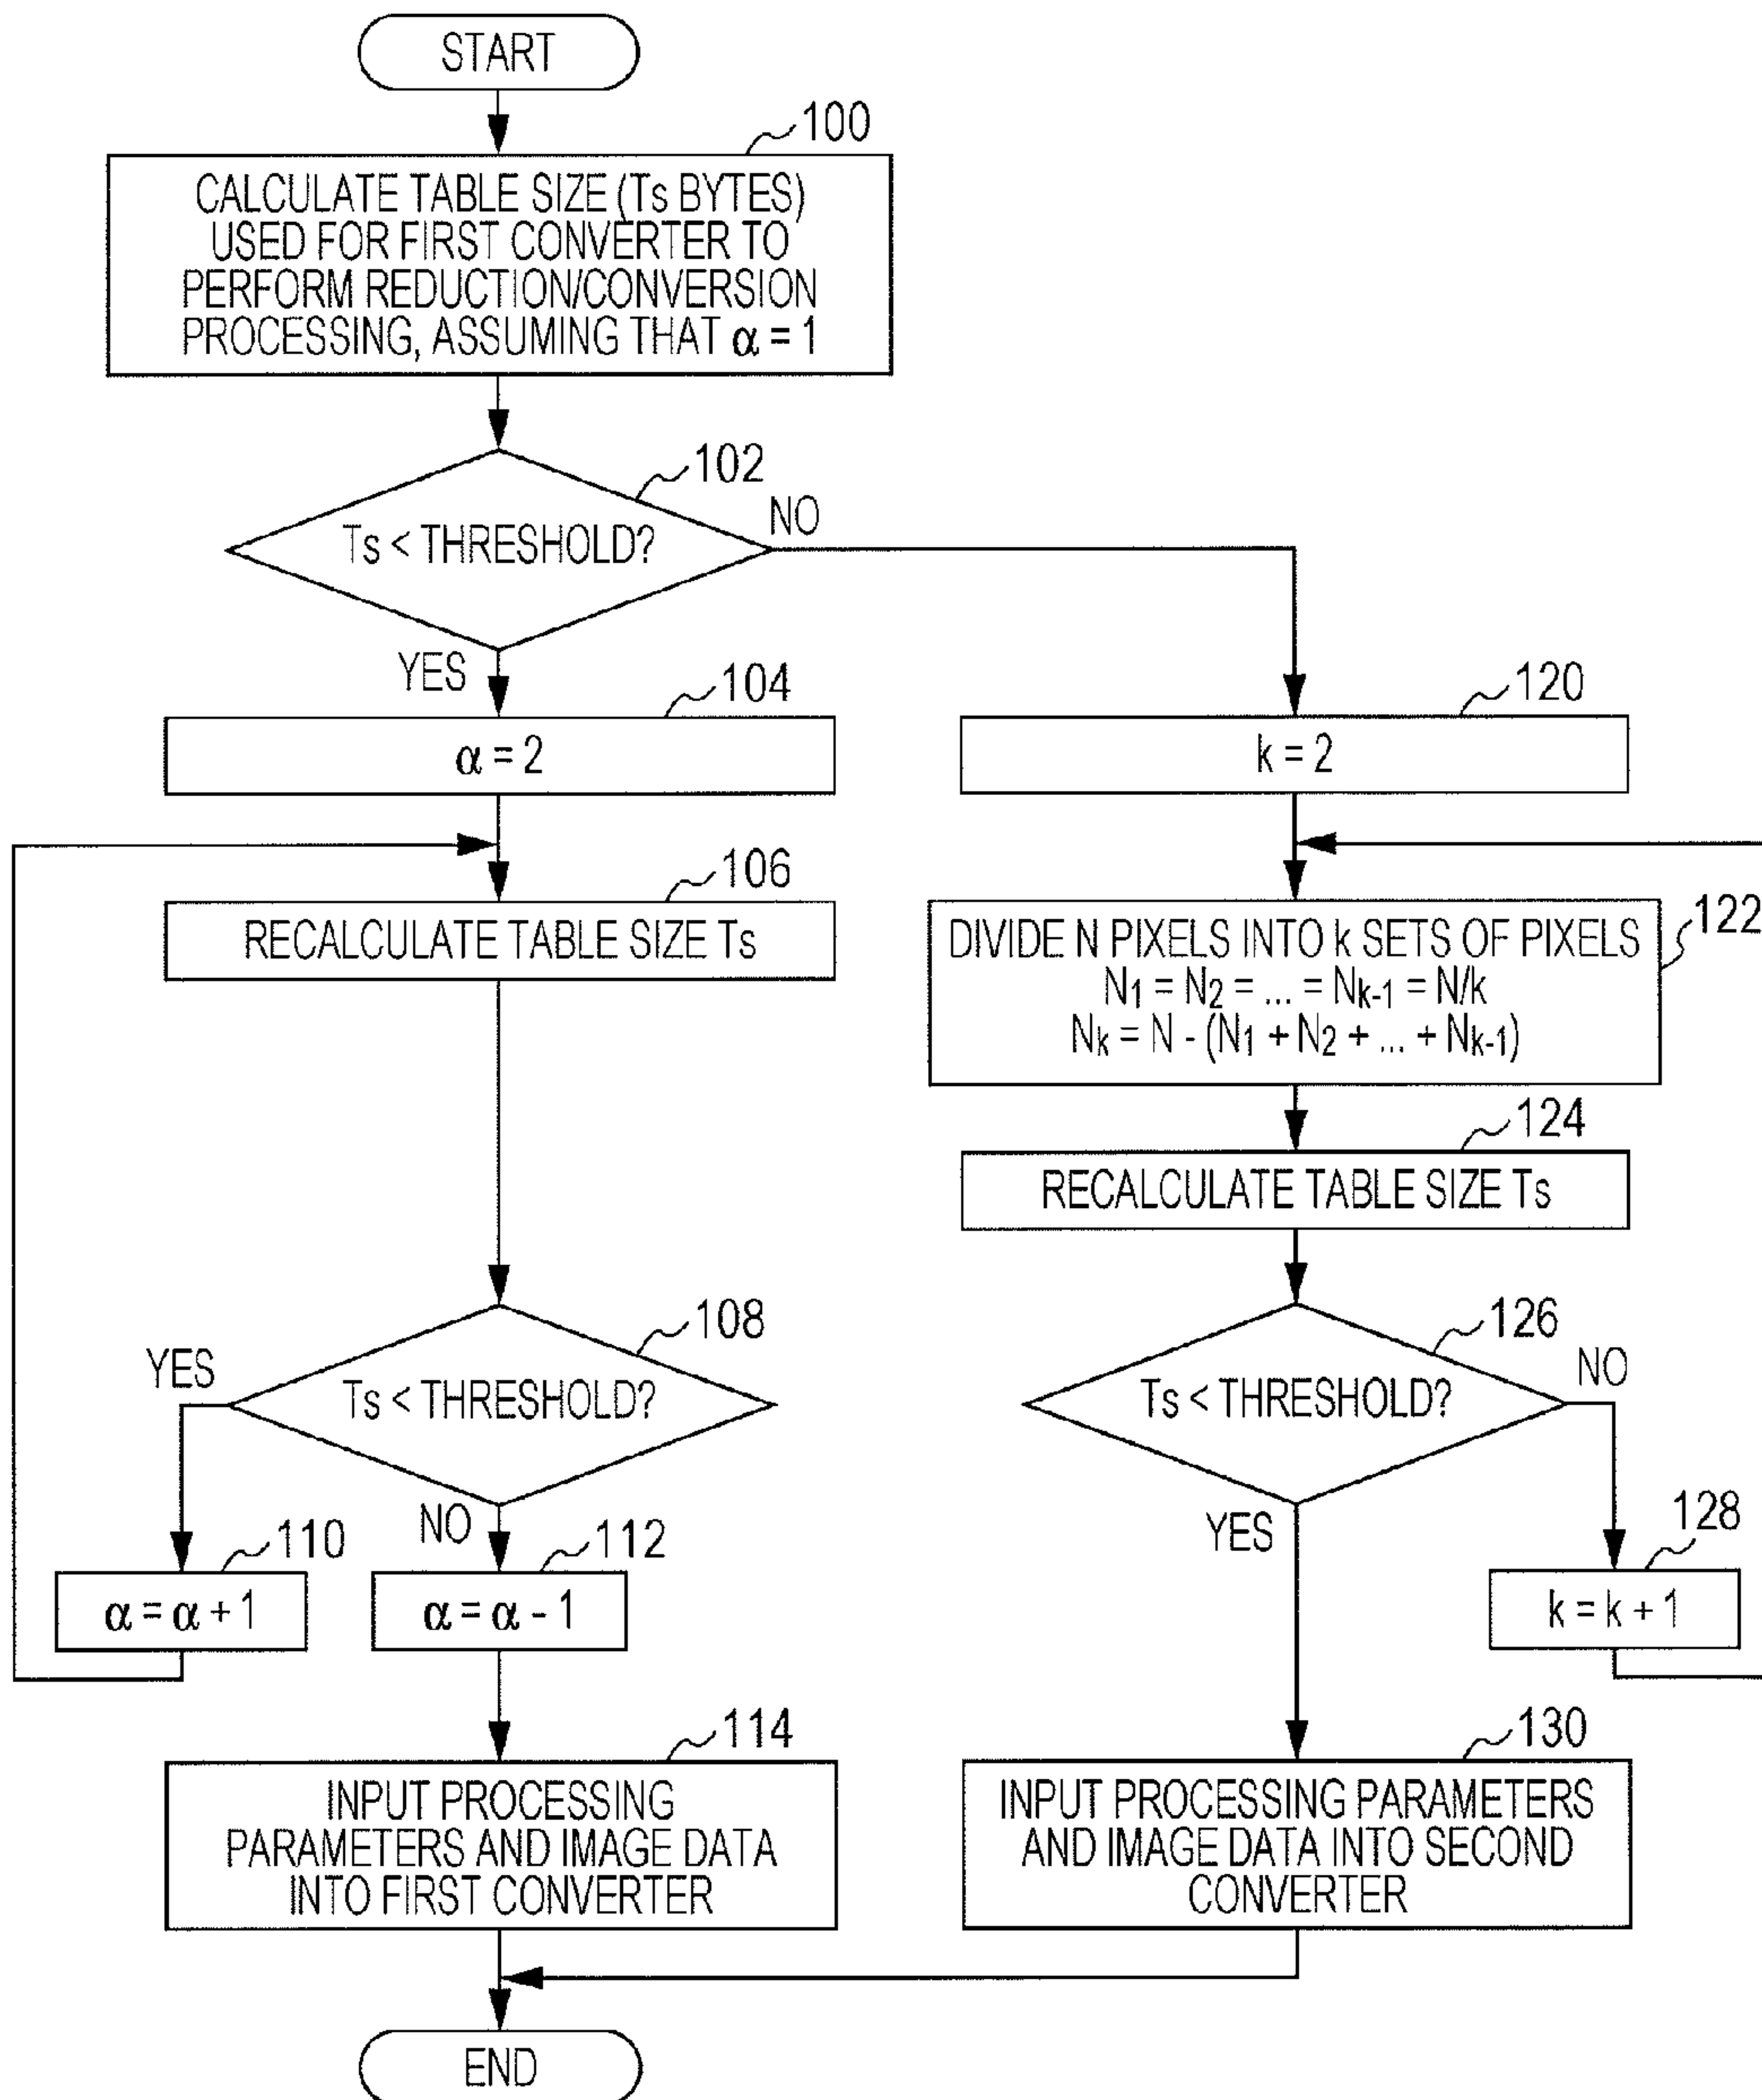 START
100
CALCULATE TABLE SIZE (Ts BYTES)
USED FOR FIRST CONVERTER TO
PERFORM REDUCTION/CONVERSION
PROCESSING, ASSUMING THAT α = 1
102
Ts < THRESHOLD?
NO
YES
104
α = 2
120
k = 2
106
RECALCULATE TABLE SIZE Ts
122
DIVIDE N PIXELS INTO k SETS OF PIXELS
N1 = N2 = ... = Nk-1 = N/k
Nk = N - (N1 + N2 + ... + Nk-1)
124
RECALCULATE TABLE SIZE Ts
108
Ts < THRESHOLD?
YES
NO
126
Ts < THRESHOLD?
NO
YES
110
α = α + 1
112
α = α - 1
128
k = k + 1
114
INPUT PROCESSING
PARAMETERS AND IMAGE DATA
INTO FIRST CONVERTER
130
INPUT PROCESSING PARAMETERS
AND IMAGE DATA INTO SECOND
CONVERTER
END